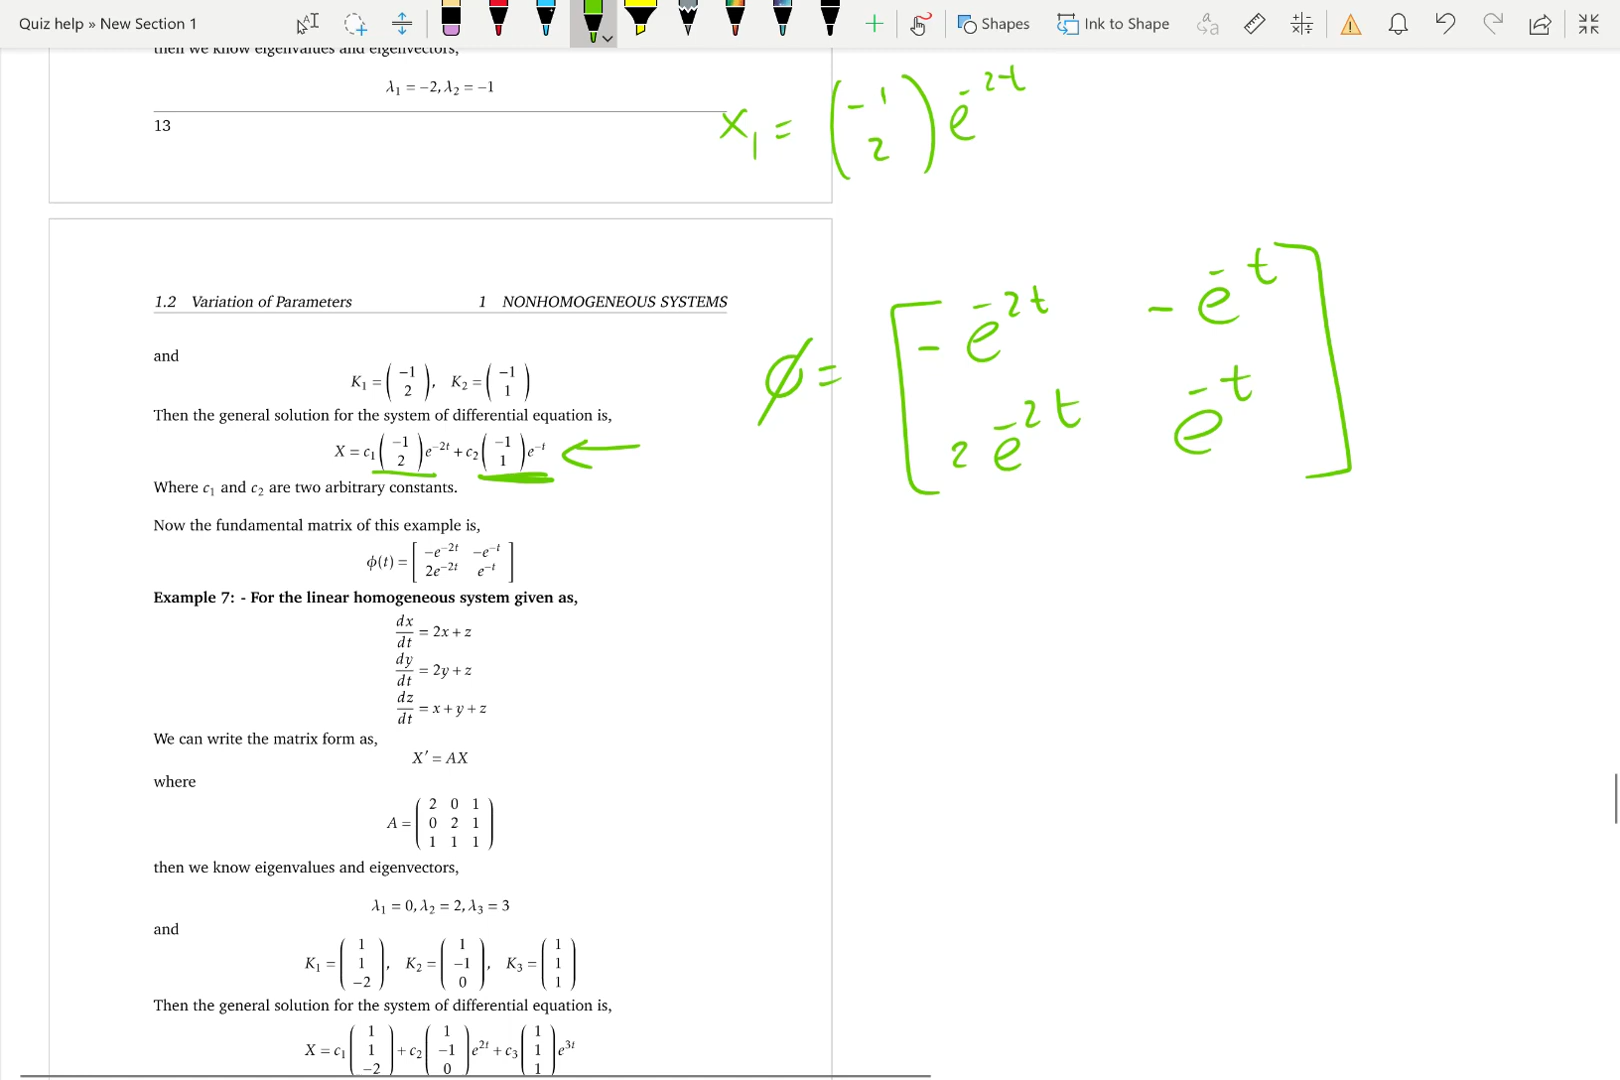 Quiz help » New Section 1
Shapes
Ink to Shape
then we know eigenvalues and eigenvectors,
λ₁ = −2, λ₂ = −1
13
x₁ = (−1 2) e^{−2t}
1.2 Variation of Parameters 1 NONHOMOGENEOUS SYSTEMS
and
K₁ = (−1 2), K₂ = (−1 1)
Then the general solution for the system of differential equation is,
X = c₁ (−1 2) e^{−2t} + c₂ (−1 1) e^{−t}
Where c₁ and c₂ are two arbitrary constants.
Now the fundamental matrix of this example is,
ϕ(t) = [ −e^{−2t} −e^{−t}
2e^{−2t} e^{−t} ]
ϕ = [ −e^{−2t} −e^{−t}
2e^{−2t} e^{−t} ]
Example 7: - For the linear homogeneous system given as,
dx/dt = 2x + z
dy/dt = 2y + z
dz/dt = x + y + z
We can write the matrix form as,
X′ = AX
where
A = ( 2 0 1
0 2 1
1 1 1 )
then we know eigenvalues and eigenvectors,
λ₁ = 0, λ₂ = 2, λ₃ = 3
and
K₁ = (1 1 −2), K₂ = (1 −1 0), K₃ = (1 1 1)
Then the general solution for the system of differential equation is,
X = c₁ (1 1 −2) + c₂ (1 −1 0) e^{2t} + c₃ (1 1 1) e^{3t}